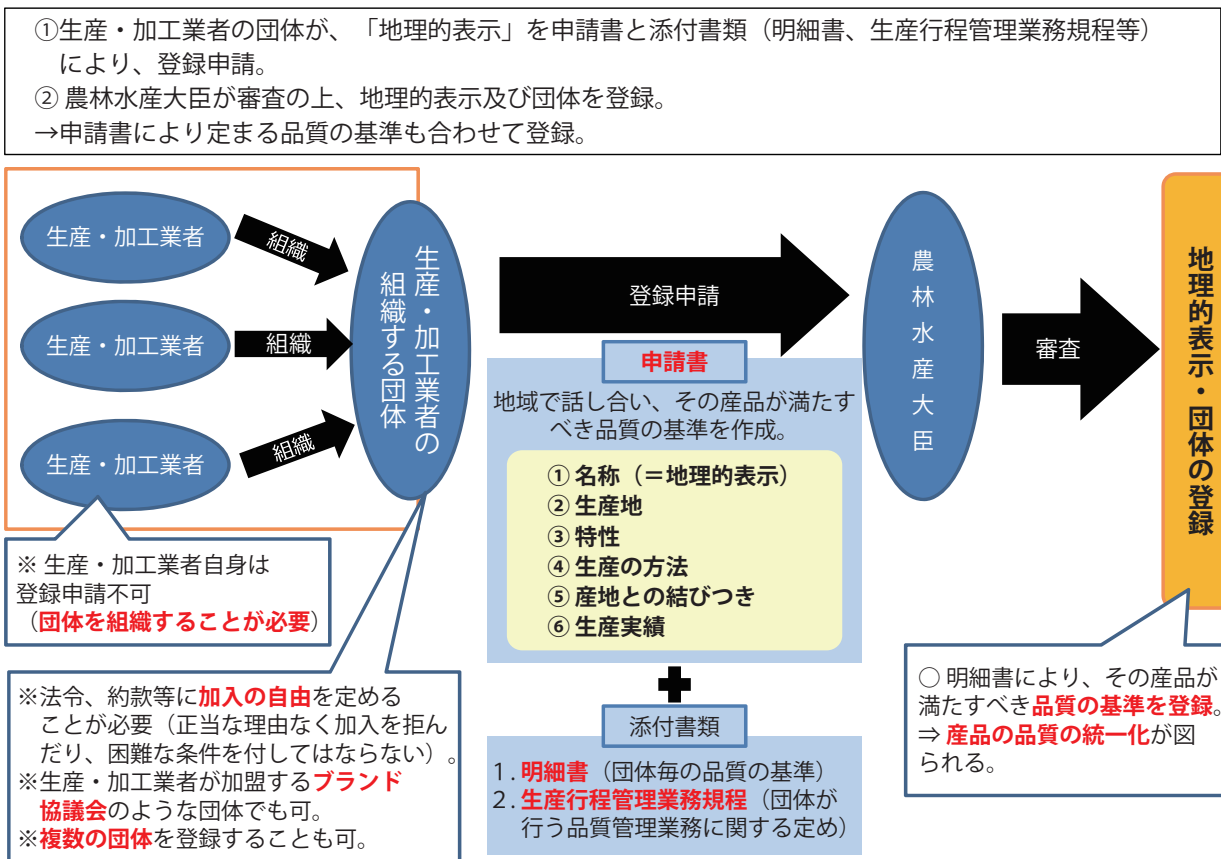 ①生産・加工業者の団体が、「地理的表示」を申請書と添付書類（明細書、生産行程管理業務規程等）
により、登録申請。
② 農林水産大臣が審査の上、地理的表示及び団体を登録。
→申請書により定まる品質の基準も合わせて登録。
生産・加工業者
組織
生産・加工業者
組織
生産・加工業者
組織
生産・加工業者の
組織する団体
登録申請
農林水産大臣
審査
地理的表示・団体の登録
申請書
地域で話し合い、その産品が満たす
べき品質の基準を作成。
① 名称（＝地理的表示）
② 生産地
③ 特性
④ 生産の方法
⑤ 産地との結びつき
⑥ 生産実績
添付書類
1. 明細書（団体毎の品質の基準）
2. 生産行程管理業務規程（団体が
行う品質管理業務に関する定め）
※ 生産・加工業者自身は
登録申請不可
（団体を組織することが必要）
※法令、約款等に加入の自由を定める
ことが必要（正当な理由なく加入を拒ん
だり、困難な条件を付してはならない）。
※生産・加工業者が加盟するブランド
協議会のような団体でも可。
※複数の団体を登録することも可。
○ 明細書により、その産品が
満たすべき品質の基準を登録。
⇒ 産品の品質の統一化が図
られる。